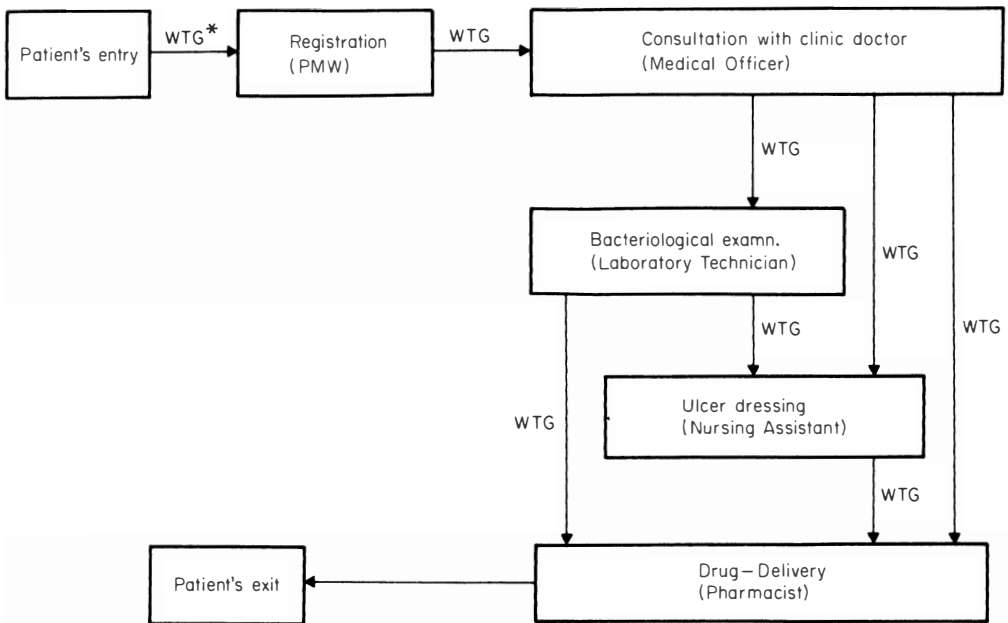 Patient's entry
WTG*
Registration
(PMW)
WTG
Consultation with clinic doctor
(Medical Officer)
WTG
Bacteriological examn.
(Laboratory Technician)
WTG
WTG
WTG
Ulcer dressing
(Nursing Assistant)
WTG
WTG
Patient's exit
Drug–Delivery
(Pharmacist)